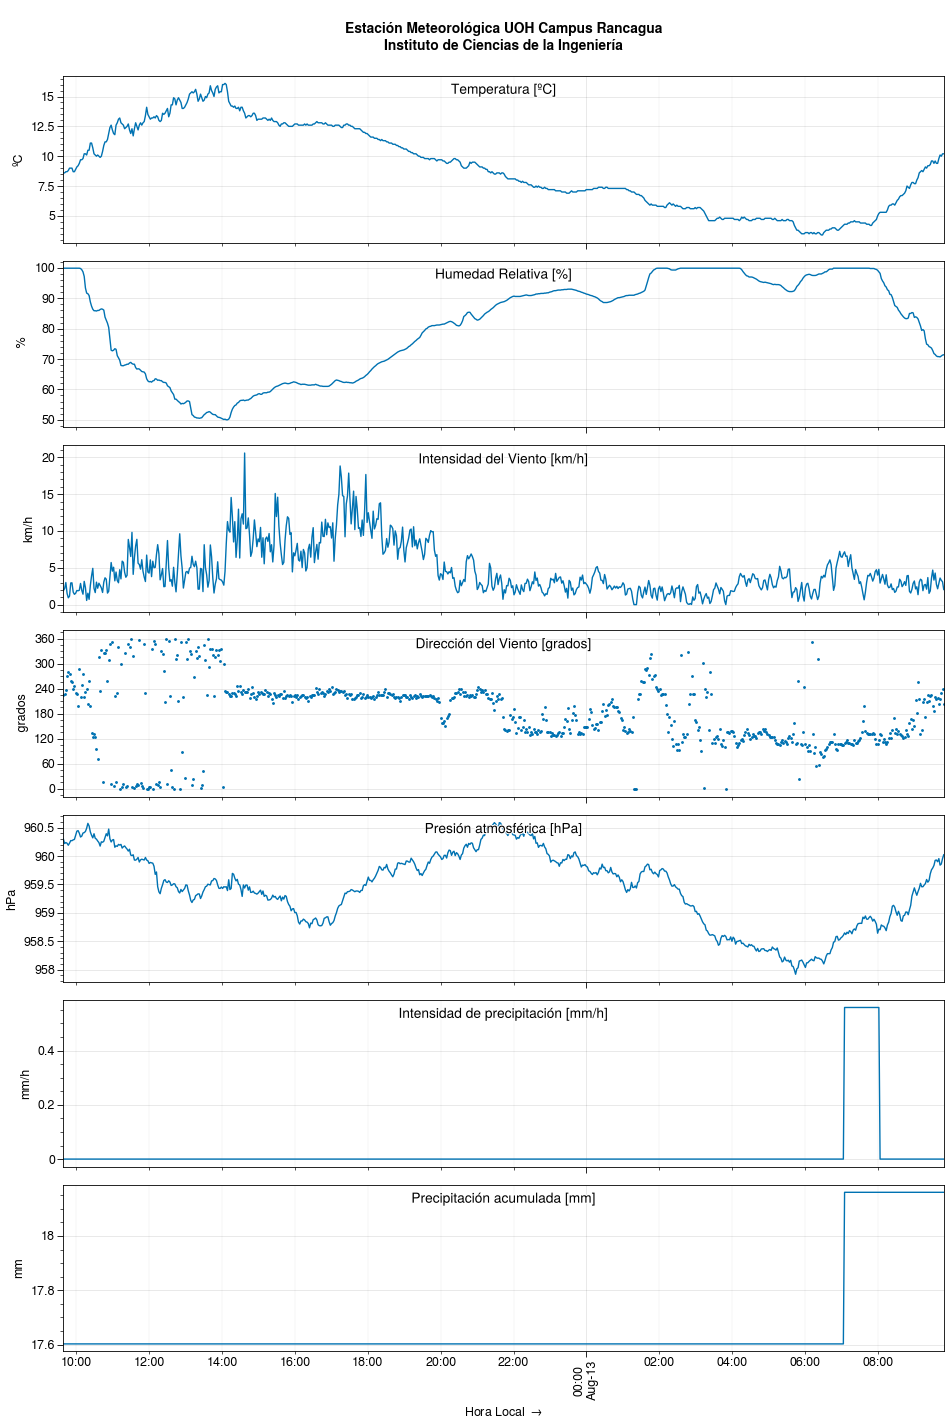 Estación Meteorológica UOH Campus Rancagua
Instituto de Ciencias de la Ingeniería
Temperatura [ºC]
15
12.5
10
7.5
5
ºC
Humedad Relativa [%]
100
90
80
70
60
50
%
Intensidad del Viento [km/h]
20
15
10
5
0
km/h
Dirección del Viento [grados]
360
300
240
180
120
60
0
grados
Presión atmosférica [hPa]
960.5
960
959.5
959
958.5
958
hPa
Intensidad de precipitación [mm/h]
0.4
0.2
0
mm/h
Precipitación acumulada [mm]
18
17.8
17.6
mm
10:00 12:00 14:00 16:00 18:00 20:00 22:00 00:00 02:00 04:00 06:00 08:00
Aug-13
Hora Local →